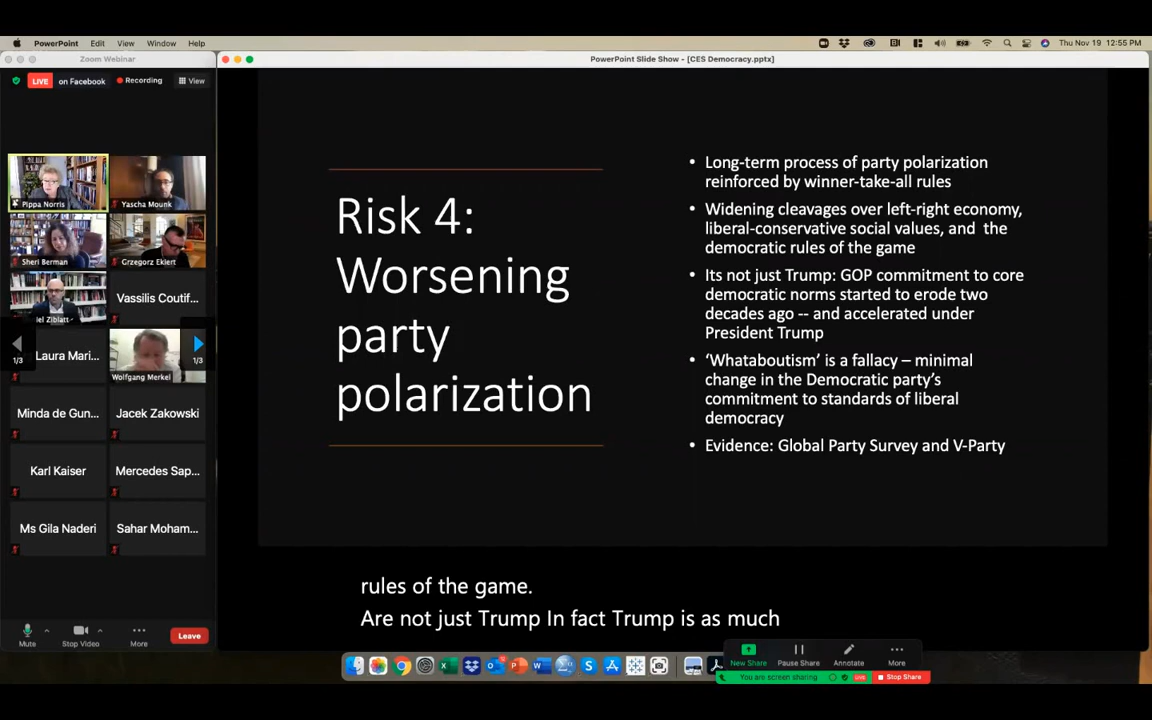 PowerPoint Edit View Window Help
Thu Nov 19 12:55 PM
Zoom Webinar
PowerPoint Slide Show - [CES Democracy.pptx]
LIVE on Facebook Recording View
Pippa Norris
Yascha Mounk
Sheri Berman
Grzegorz Ekiert
iel Ziblatt
Vassilis Coutif...
1/3
Laura Mari...
1/3
Wolfgang Merkel
Minda de Gun...
Jacek Zakowski
Karl Kaiser
Mercedes Sap...
Ms Gila Naderi
Sahar Moham...
Mute
Stop Video
More
Leave
Risk 4:
Worsening
party
polarization
• Long-term process of party polarization
reinforced by winner-take-all rules
• Widening cleavages over left-right economy,
liberal-conservative social values, and the
democratic rules of the game
• Its not just Trump: GOP commitment to core
democratic norms started to erode two
decades ago -- and accelerated under
President Trump
• ‘Whataboutism’ is a fallacy – minimal
change in the Democratic party’s
commitment to standards of liberal
democracy
• Evidence: Global Party Survey and V-Party
rules of the game.
Are not just Trump In fact Trump is as much
New Share
Pause Share
Annotate
More
You are screen sharing
LIVE
Stop Share